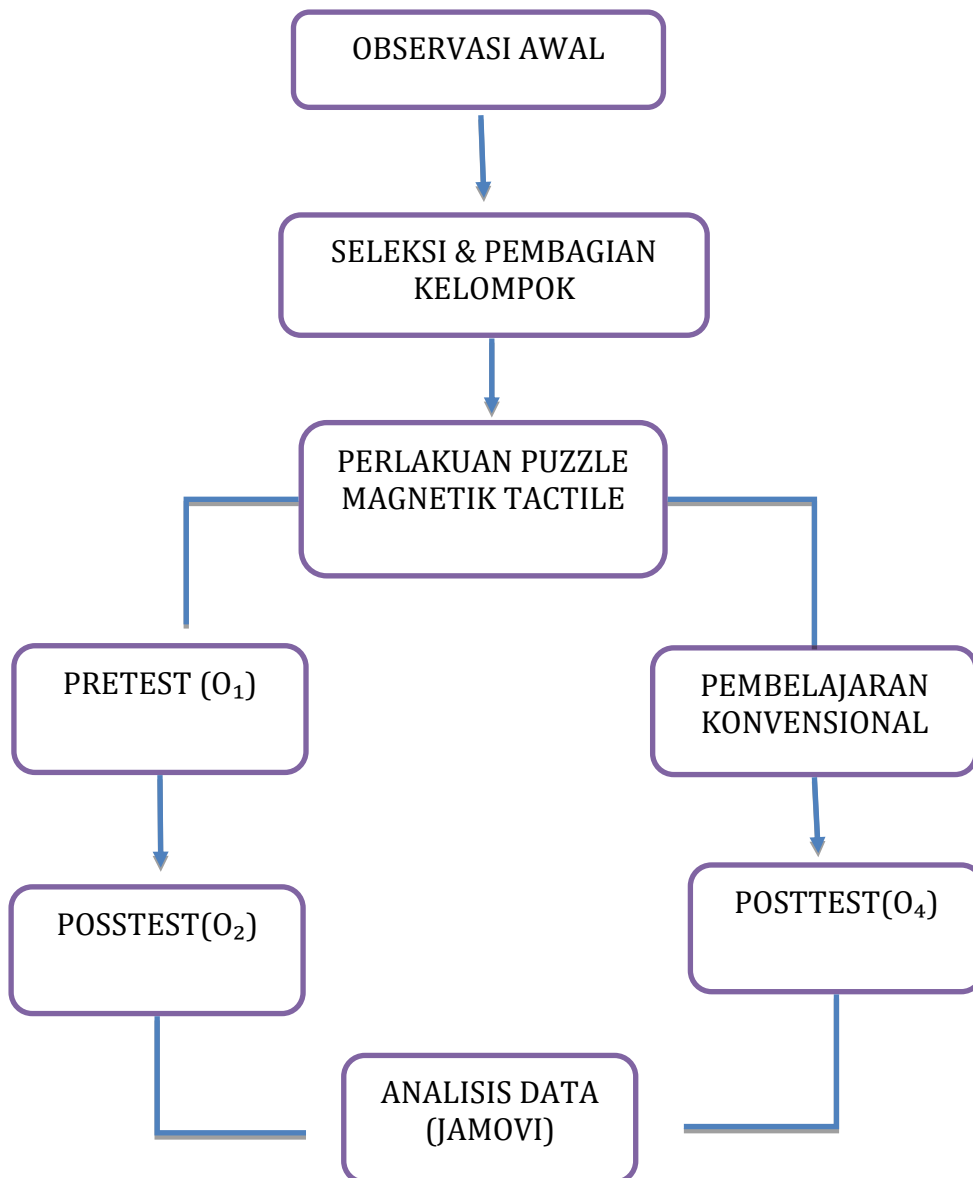 OBSERVASI AWAL
SELEKSI & PEMBAGIAN
KELOMPOK
PERLAKUAN PUZZLE
MAGNETIK TACTILE
PRETEST (O₁)
PEMBELAJARAN
KONVENSIONAL
POSSTEST(O₂)
POSTTEST(O₄)
ANALISIS DATA
(JAMOVI)